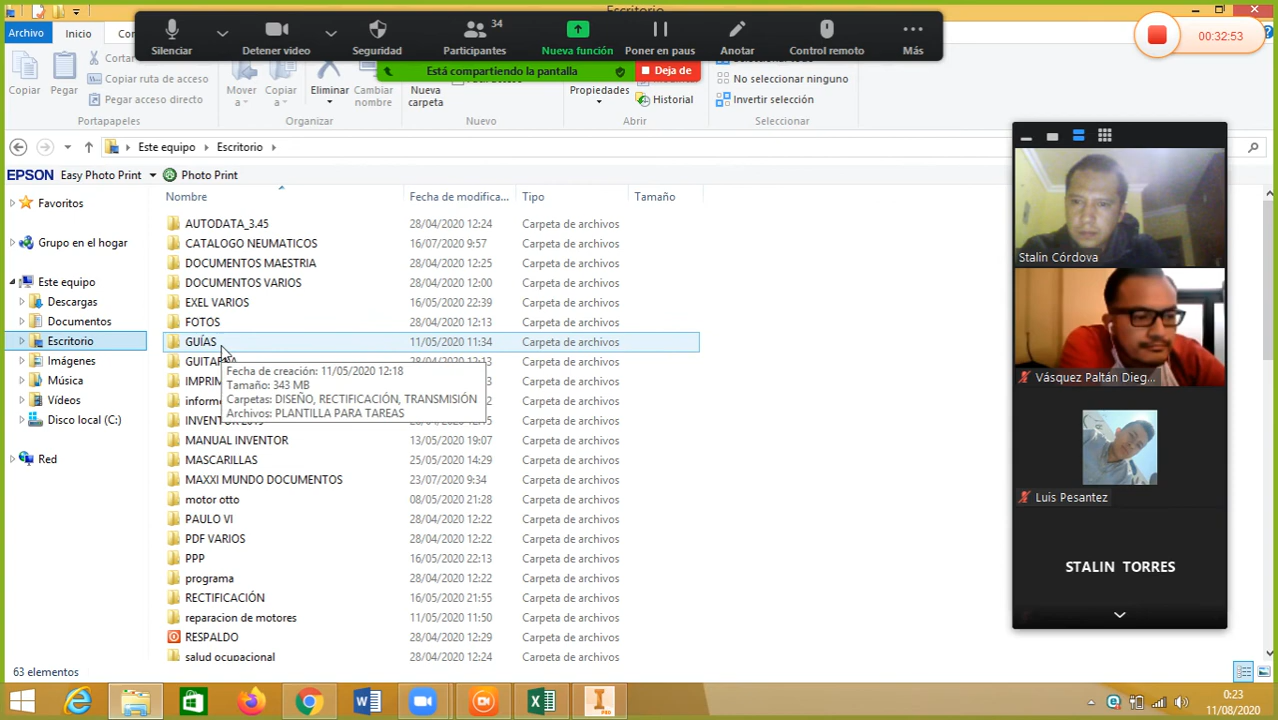 Escritorio
Archivo Inicio
Silenciar Detener video Seguridad Participantes 34 Nueva función Poner en paus Anotar Control remoto Más
00:32:53
Está compartiendo la pantalla Deja de
Copiar Pegar Cortar
Copiar ruta de acceso
Pegar acceso directo
Mover a Copiar a Eliminar Cambiar nombre Nueva carpeta
Propiedades Historial
No seleccionar ninguno
Invertir selección
Portapapeles Organizar Nuevo Abrir Seleccionar
Este equipo Escritorio
EPSON Easy Photo Print Photo Print
Nombre Fecha de modifica... Tipo Tamaño
Favoritos
Grupo en el hogar
Este equipo
Descargas
Documentos
Escritorio
Imágenes
Música
Vídeos
Disco local (C:)
Red
AUTODATA_3.45 28/04/2020 12:24 Carpeta de archivos
CATALOGO NEUMATICOS 16/07/2020 9:57 Carpeta de archivos
DOCUMENTOS MAESTRIA 28/04/2020 12:25 Carpeta de archivos
DOCUMENTOS VARIOS 28/04/2020 12:00 Carpeta de archivos
EXEL VARIOS 16/05/2020 22:39 Carpeta de archivos
FOTOS 28/04/2020 12:13 Carpeta de archivos
GUÍAS 11/05/2020 11:34 Carpeta de archivos
28/04/2020 12:13 Carpeta de archivos
Carpeta de archivos
Carpeta de archivos
Carpeta de archivos
Fecha de creación: 11/05/2020 12:18
Tamaño: 343 MB
Carpetas: DISEÑO, RECTIFICACIÓN, TRANSMISIÓN
Archivos: PLANTILLA PARA TAREAS
MANUAL INVENTOR 13/05/2020 19:07 Carpeta de archivos
MASCARILLAS 25/05/2020 14:29 Carpeta de archivos
MAXXI MUNDO DOCUMENTOS 23/07/2020 9:34 Carpeta de archivos
motor otto 08/05/2020 21:28 Carpeta de archivos
PAULO VI 28/04/2020 12:22 Carpeta de archivos
PDF VARIOS 28/04/2020 12:22 Carpeta de archivos
PPP 16/05/2020 22:13 Carpeta de archivos
programa 28/04/2020 12:22 Carpeta de archivos
RECTIFICACIÓN 16/05/2020 21:55 Carpeta de archivos
reparacion de motores 11/05/2020 11:50 Carpeta de archivos
RESPALDO 28/04/2020 12:29 Carpeta de archivos
salud ocupacional 28/04/2020 12:24 Carpeta de archivos
63 elementos
Stalin Córdova
Vásquez Paltán Dieg...
Luis Pesantez
STALIN TORRES
0:23
11/08/2020